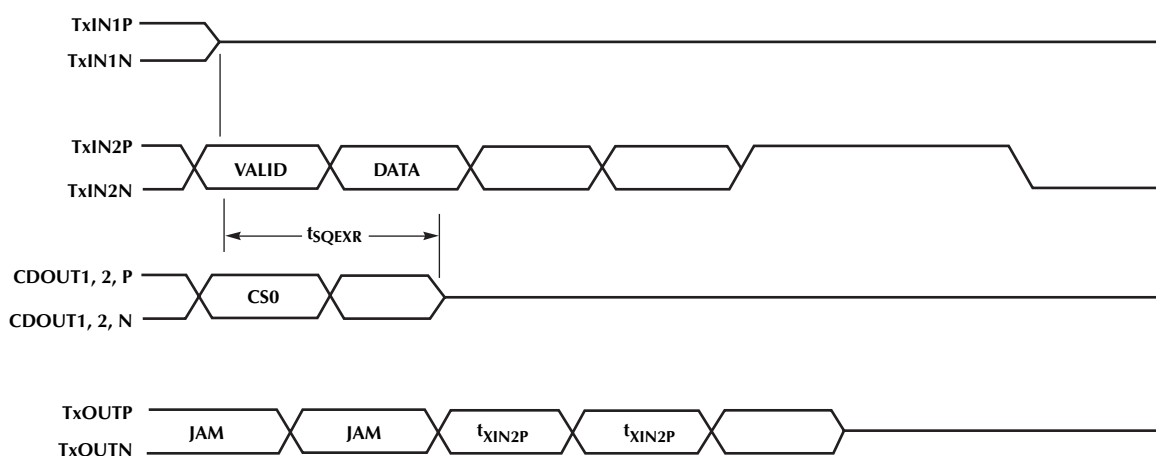 TxIN1P
TxIN1N
TxIN2P
VALID DATA
TxIN2N
tSQEXR
CDOUT1, 2, P
CS0
CDOUT1, 2, N
TxOUTP
JAM JAM tXIN2P tXIN2P
TxOUTN